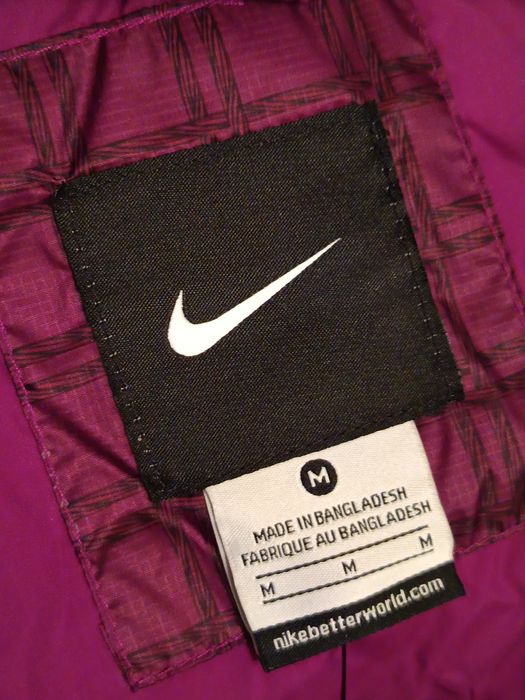 M
MADE IN BANGLADESH
FABRIQUE AU BANGLADESH
M M M
nikebetterworld.com